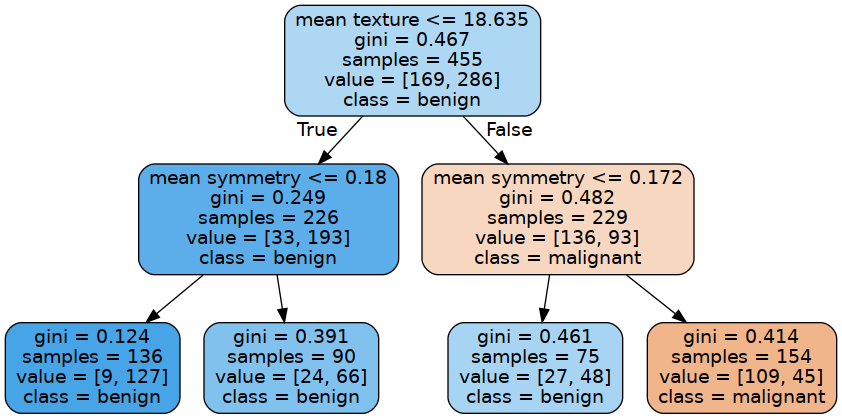 mean texture <= 18.635
gini = 0.467
samples = 455
value = [169, 286]
class = benign
True
False
mean symmetry <= 0.18
gini = 0.249
samples = 226
value = [33, 193]
class = benign
mean symmetry <= 0.172
gini = 0.482
samples = 229
value = [136, 93]
class = malignant
gini = 0.124
samples = 136
value = [9, 127]
class = benign
gini = 0.391
samples = 90
value = [24, 66]
class = benign
gini = 0.461
samples = 75
value = [27, 48]
class = benign
gini = 0.414
samples = 154
value = [109, 45]
class = malignant